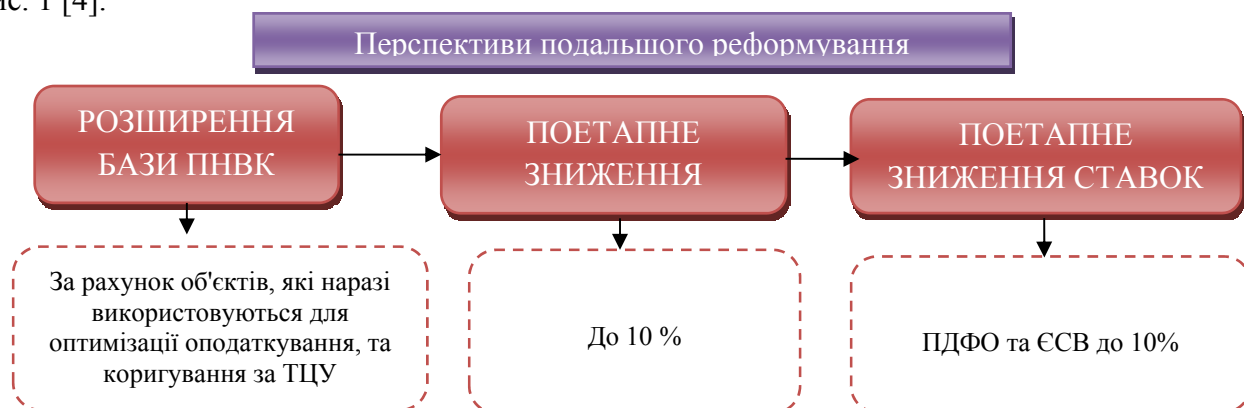 ис. 1 [4].
Перспективи подальшого реформування
РОЗШИРЕННЯ
БАЗИ ПНВК
ПОЕТАПНЕ
ЗНИЖЕННЯ
ПОЕТАПНЕ
ЗНИЖЕННЯ СТАВОК
За рахунок об'єктів, які наразі
використовуються для
оптимізації оподаткування, та
коригування за ТЦУ
До 10 %
ПДФО та ЄСВ до 10%